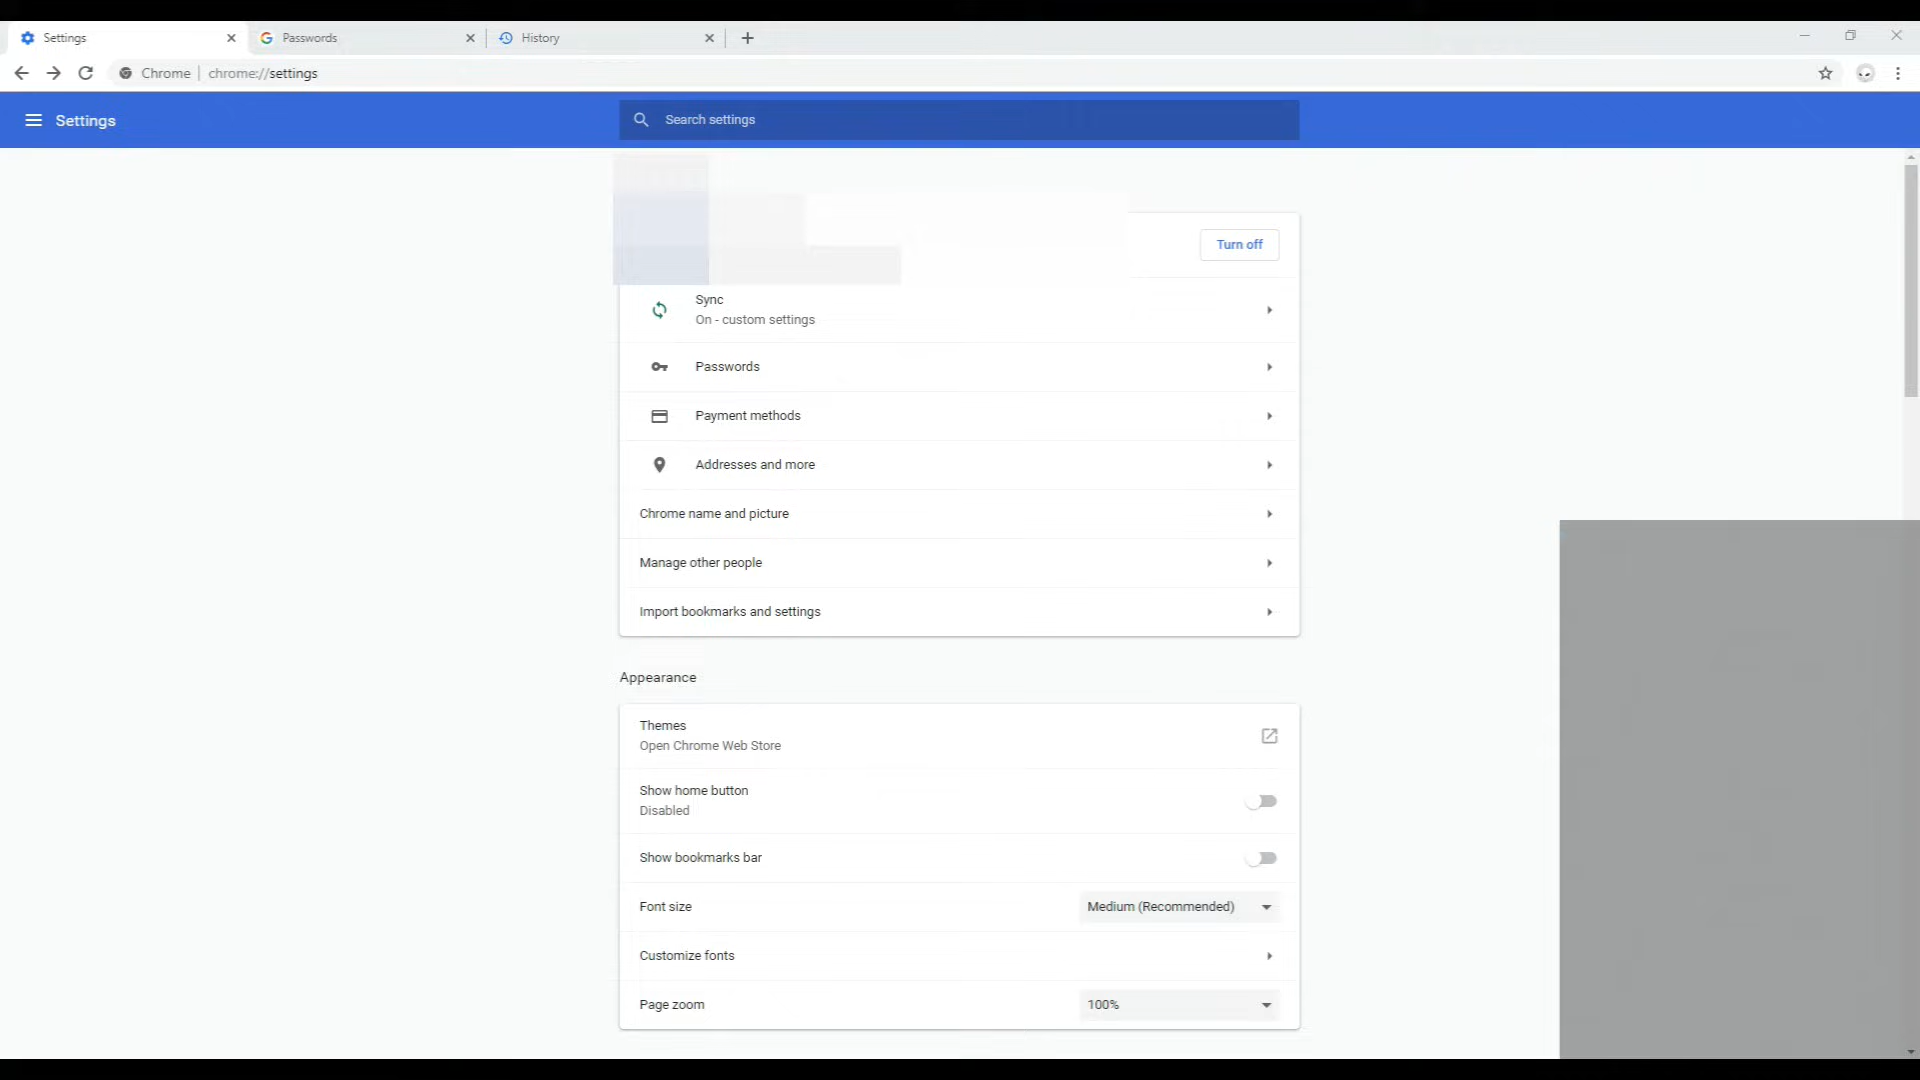 Settings
Passwords
History
Chrome
chrome://settings
Settings
Search settings
Turn off
Sync
On - custom settings
Passwords
Payment methods
Addresses and more
Chrome name and picture
Manage other people
Import bookmarks and settings
Appearance
Themes
Open Chrome Web Store
Show home button
Disabled
Show bookmarks bar
Font size
Medium (Recommended)
Customize fonts
Page zoom
100%